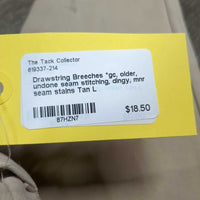 The Tack Collector
619337-214
Drawstring Breeches *gc, older,
undone seam stitching, dingy, mnr
seam stains Tan L
$18.50
87HZN7